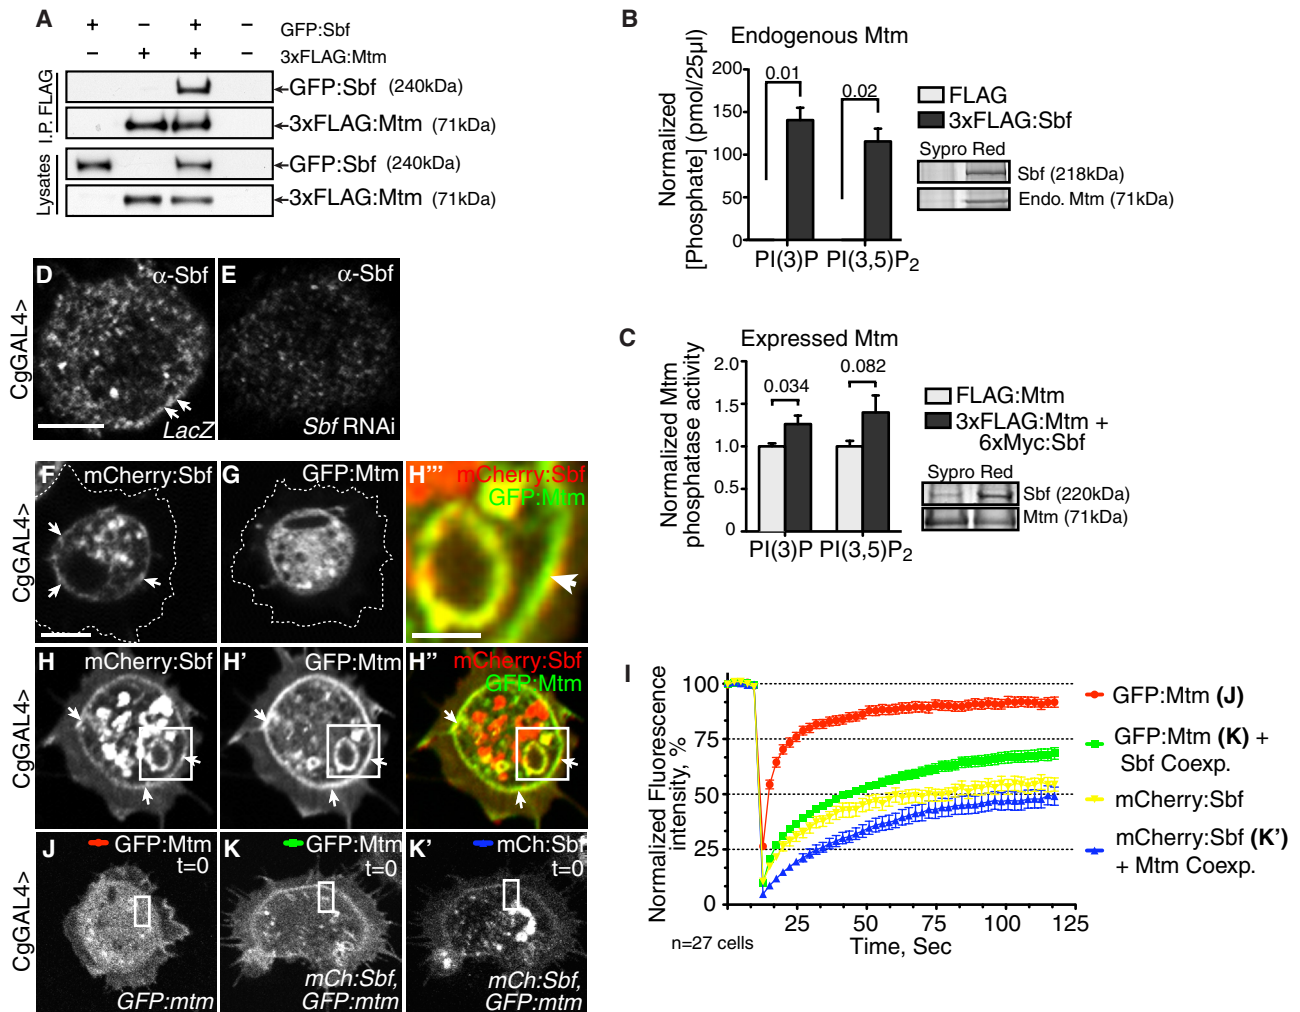 A
+ − + − GFP:Sbf
− + + − 3xFLAG:Mtm
I.P. FLAG
GFP:Sbf (240kDa)
3xFLAG:Mtm (71kDa)
Lysates
GFP:Sbf (240kDa)
3xFLAG:Mtm (71kDa)
B
Endogenous Mtm
Normalized
[Phosphate] (pmol/25µl)
200
150
100
50
0
0.01
0.02
PI(3)P PI(3,5)P2
FLAG
3xFLAG:Sbf
Sypro Red
Sbf (218kDa)
Endo. Mtm (71kDa)
C
Expressed Mtm
Normalized Mtm
phosphatase activity
2.0
1.5
1.0
0.5
0
0.034
0.082
PI(3)P PI(3,5)P2
FLAG:Mtm
3xFLAG:Mtm +
6xMyc:Sbf
Sypro Red
Sbf (220kDa)
Mtm (71kDa)
CgGAL4>
D
α-Sbf
LacZ
E
α-Sbf
Sbf RNAi
CgGAL4>
F
mCherry:Sbf
G
GFP:Mtm
H'''
mCherry:Sbf
GFP:Mtm
CgGAL4>
H
mCherry:Sbf
H'
GFP:Mtm
H''
mCherry:Sbf
GFP:Mtm
CgGAL4>
J
GFP:Mtm
t=0
GFP:mtm
K
GFP:Mtm
t=0
mCh:Sbf,
GFP:mtm
K'
mCh:Sbf
t=0
mCh:Sbf,
GFP:mtm
I
Normalized Fluorescence
intensity, %
100
75
50
25
0
25 50 75 100 125
Time, Sec
n=27 cells
GFP:Mtm (J)
GFP:Mtm (K) +
Sbf Coexp.
mCherry:Sbf
mCherry:Sbf (K')
+ Mtm Coexp.